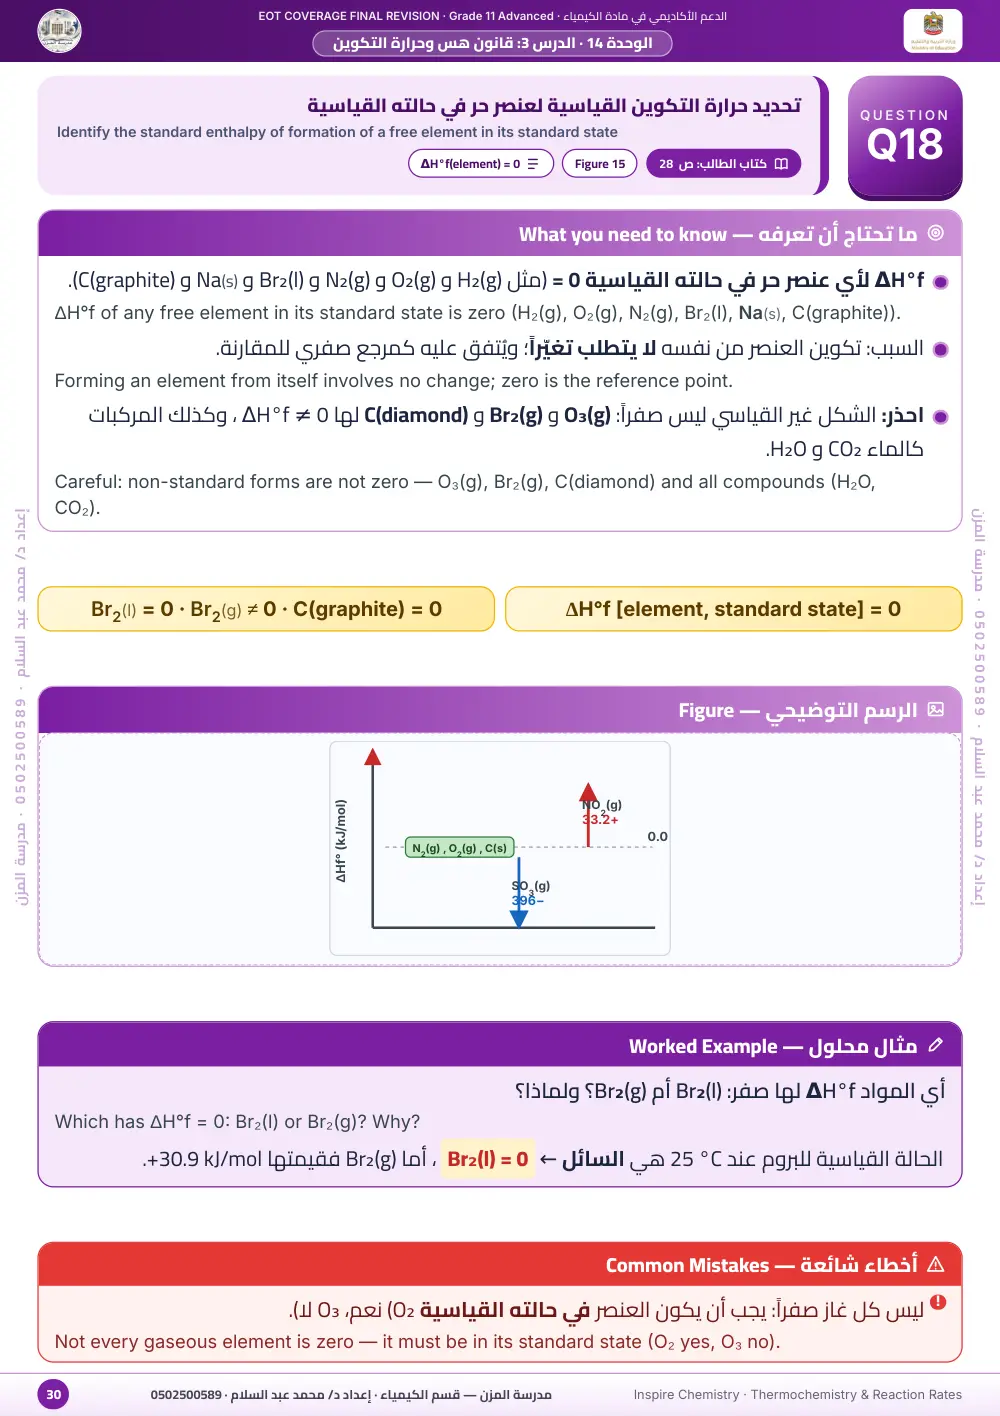 EOT COVERAGE FINAL REVISION · Grade 11 Advanced · الدعم الأكاديمي في مادة الكيمياء
الوحدة 14 · الدرس 3: قانون هس وحرارة التكوين
QUESTION
Q18
تحديد حرارة التكوين القياسية لعنصر حر في حالته القياسية
Identify the standard enthalpy of formation of a free element in its standard state
كتاب الطالب: ص 28
Figure 15
ΔH°f(element) = 0
ما تحتاج أن تعرفه — What you need to know
ΔH°f لأي عنصر حر في حالته القياسية = 0 (مثل H₂(g) و O₂(g) و N₂(g) و Br₂(l) و Na(s) و C(graphite)).
ΔH°f of any free element in its standard state is zero (H₂(g), O₂(g), N₂(g), Br₂(l), Na(s), C(graphite)).
السبب: تكوين العنصر من نفسه لا يتطلب تغيّراً؛ ويُتفق عليه كمرجع صفري للمقارنة.
Forming an element from itself involves no change; zero is the reference point.
احذر: الشكل غير القياسي ليس صفراً: O₃(g) و Br₂(g) و C(diamond) لها ΔH°f ≠ 0 ، وكذلك المركبات
كالماء CO₂ و H₂O.
Careful: non-standard forms are not zero — O₃(g), Br₂(g), C(diamond) and all compounds (H₂O,
CO₂).
ΔH°f [element, standard state] = 0
Br₂(l) = 0 · Br₂(g) ≠ 0 · C(graphite) = 0
الرسم التوضيحي — Figure
ΔHf° (kJ/mol)
NO₂(g)
33.2+
0.0
N₂(g) , O₂(g) , C(s)
SO₃(g)
396−
مثال محلول — Worked Example
أي المواد ΔH°f لها صفر: Br₂(l) أم Br₂(g)؟ ولماذا؟
Which has ΔH°f = 0: Br₂(l) or Br₂(g)? Why?
الحالة القياسية للبروم عند 25 °C هي السائل ← Br₂(l) = 0 ، أما Br₂(g) فقيمتها +30.9 kJ/mol.
أخطاء شائعة — Common Mistakes
ليس كل غاز صفراً: يجب أن يكون العنصر في حالته القياسية (O₂ نعم، O₃ لا).
Not every gaseous element is zero — it must be in its standard state (O₂ yes, O₃ no).
إعداد د/ محمد عبد السلام · 0502500589 · مدرسة المزن
إعداد د/ محمد عبد السلام · 0502500589 · مدرسة المزن
30
مدرسة المزن — قسم الكيمياء · إعداد د/ محمد عبد السلام · 0502500589
Inspire Chemistry · Thermochemistry & Reaction Rates